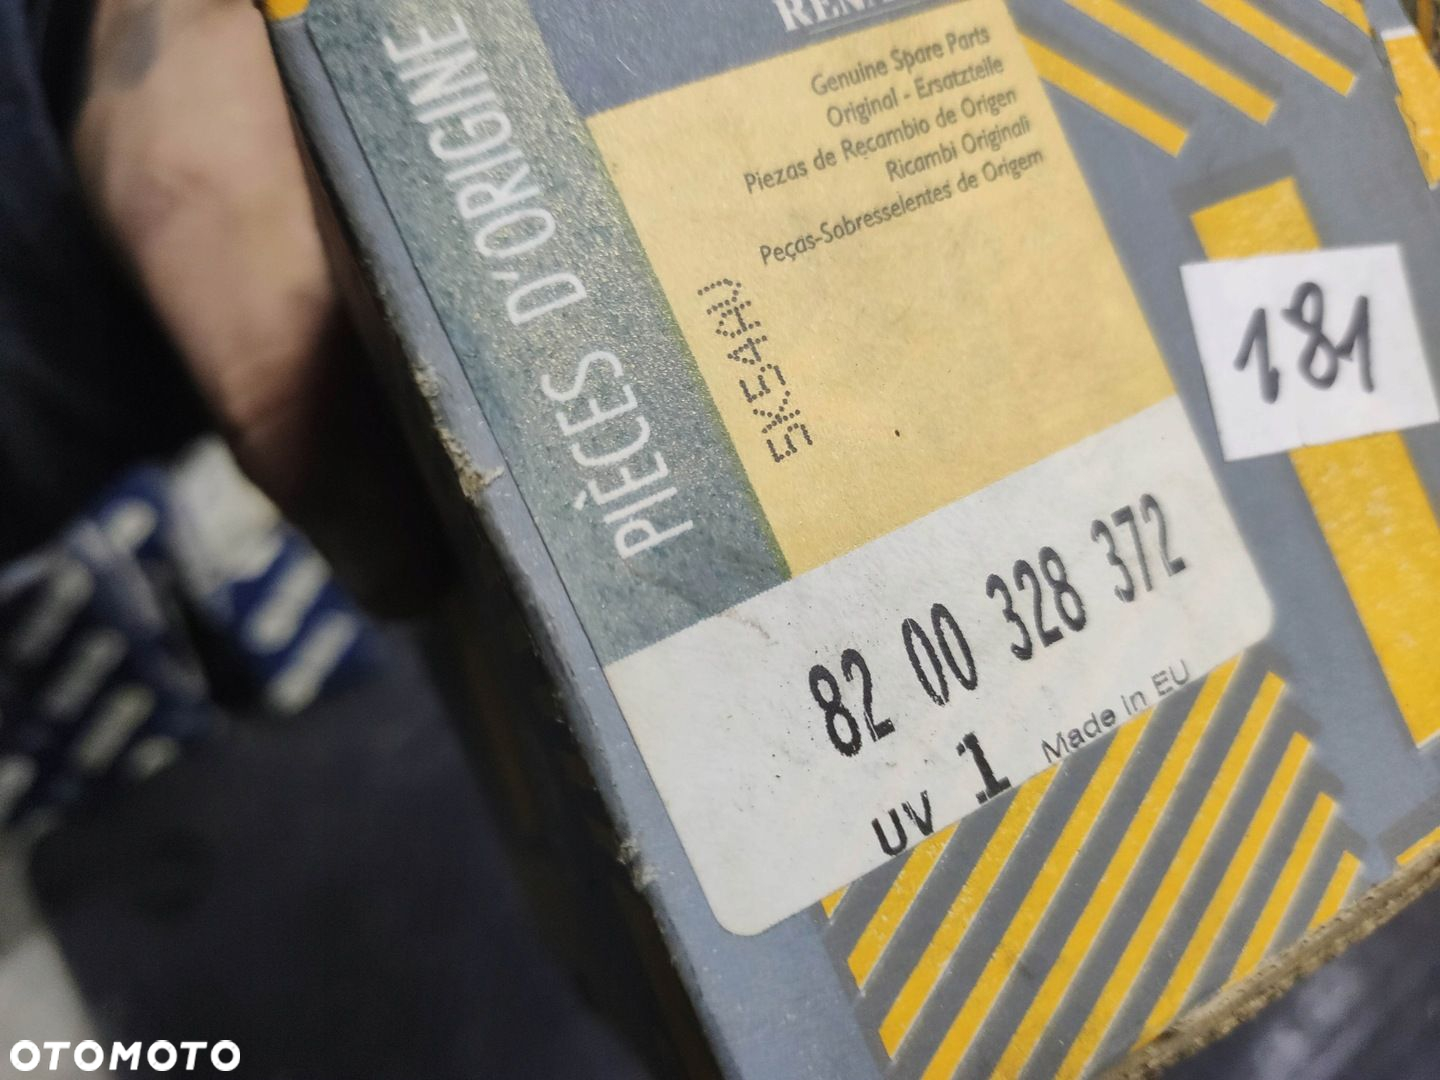 Genuine Spare Parts
Original - Ersatzteile
Piezas de Recambio de Origen
Ricambi Originali
Peças-Sobresselentes de Origem
PIÈCES D'ORIGINE
5K54AU
181
82 00 328 372
UV 1 Made in EU
OTOMOTO